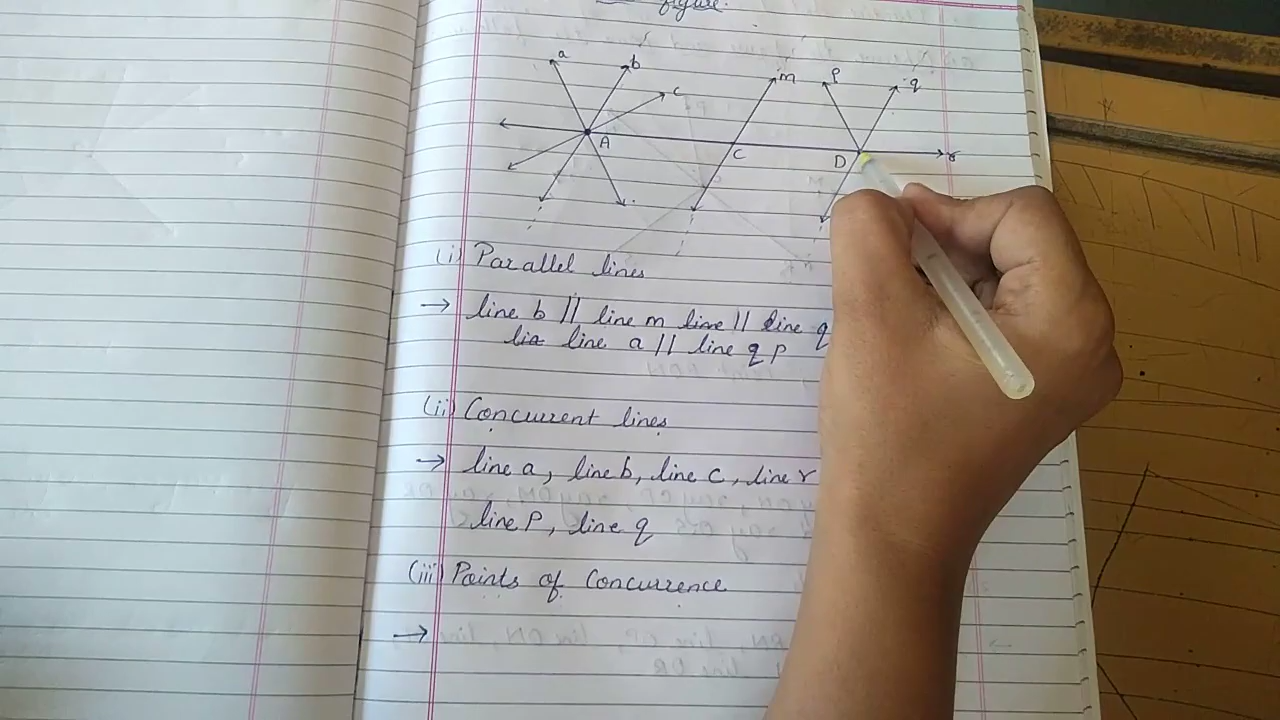 figure.
a b c m p q
A C D r
(i) Parallel lines
→ line b || line m || line q
line a || line p
(ii) Concurrent lines
→ line a, line b, line c, line r
line P, line q
(iii) Points of Concurrence
→